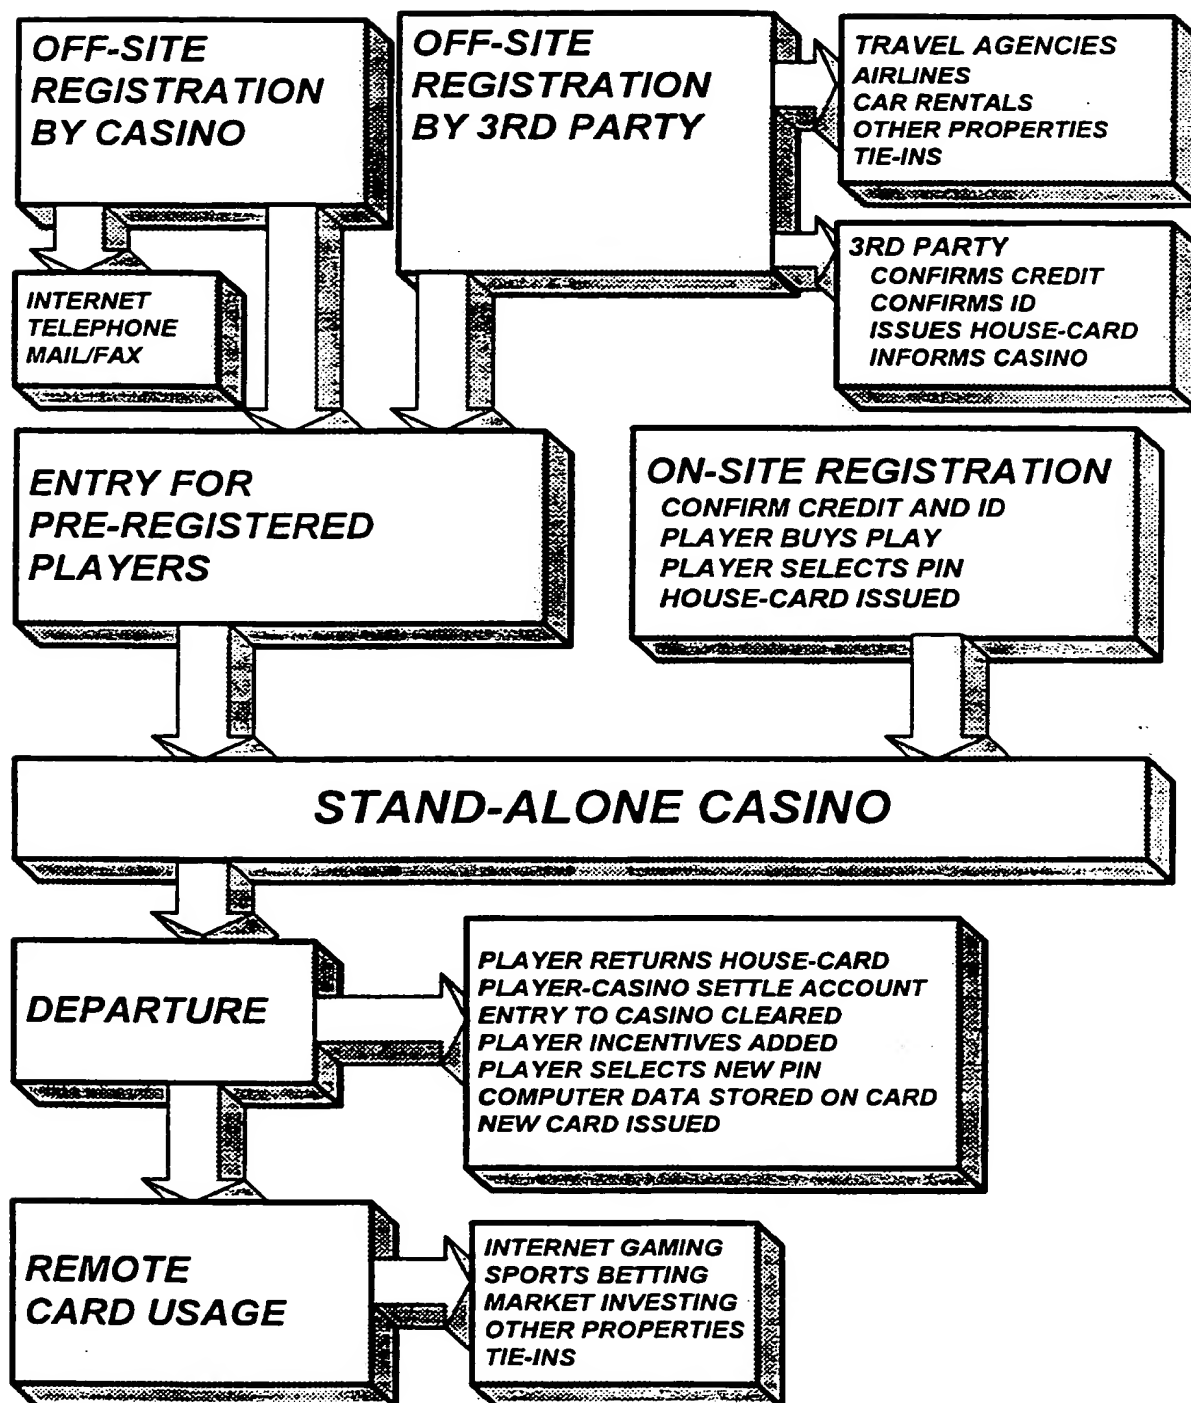 OFF-SITE
REGISTRATION
BY CASINO
OFF-SITE
REGISTRATION
BY 3RD PARTY
TRAVEL AGENCIES
AIRLINES
CAR RENTALS
OTHER PROPERTIES
TIE-INS
3RD PARTY
CONFIRMS CREDIT
CONFIRMS ID
ISSUES HOUSE-CARD
INFORMS CASINO
INTERNET
TELEPHONE
MAIL/FAX
ENTRY FOR
PRE-REGISTERED
PLAYERS
ON-SITE REGISTRATION
CONFIRM CREDIT AND ID
PLAYER BUYS PLAY
PLAYER SELECTS PIN
HOUSE-CARD ISSUED
STAND-ALONE CASINO
DEPARTURE
PLAYER RETURNS HOUSE-CARD
PLAYER-CASINO SETTLE ACCOUNT
ENTRY TO CASINO CLEARED
PLAYER INCENTIVES ADDED
PLAYER SELECTS NEW PIN
COMPUTER DATA STORED ON CARD
NEW CARD ISSUED
REMOTE
CARD USAGE
INTERNET GAMING
SPORTS BETTING
MARKET INVESTING
OTHER PROPERTIES
TIE-INS